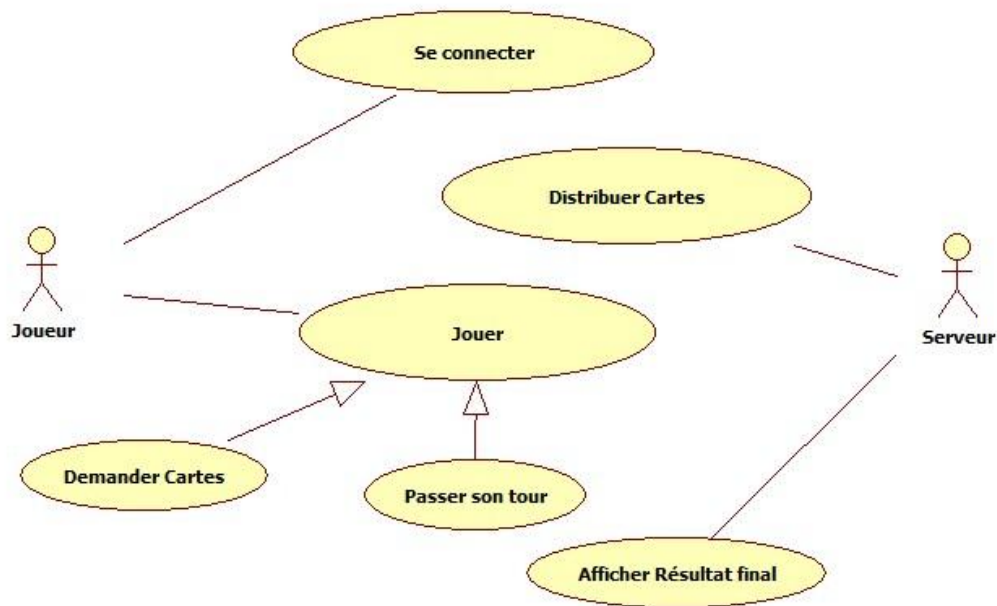 Se connecter
Distribuer Cartes
Joueur
Jouer
Serveur
Demander Cartes
Passer son tour
Afficher Résultat final